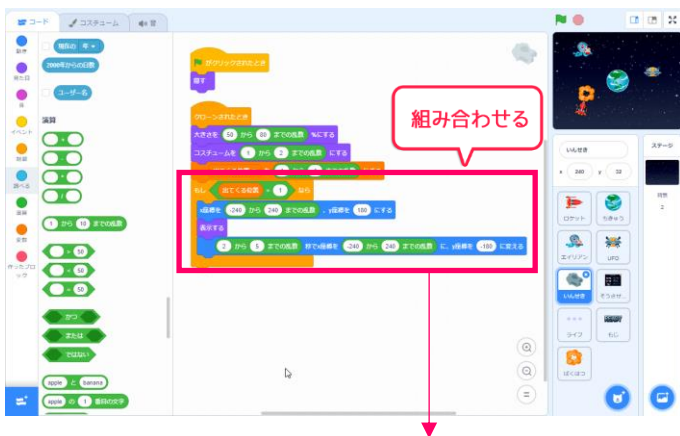 コード
コスチューム
音
動き
見た目
音
イベント
制御
調べる
演算
変数
作ったブロック
現在の 年
2000年からの日数
ユーザー名
演算
1 から 10 までの乱数
50
50
50
かつ
または
ではない
apple と banana
apple の 1 番目の文字
がクリックされたとき
隠す
クローンされたとき
大きさを 50 から 80 までの乱数 %にする
コスチュームを 1 から 2 までの乱数 にする
組み合わせる
もし 出てくる位置 = 1 なら
x座標を -240 から 240 までの乱数 、y座標を 180 にする
表示する
2 から 5 までの乱数 秒でx座標を -240 から 240 までの乱数 に、y座標を -180 に変える
いんせき
x 240 y 50
ステージ
背景
2
ロケット
ちきゅう
エイリアン
UFO
いんせき
ライフ
もじ
ばくはつ